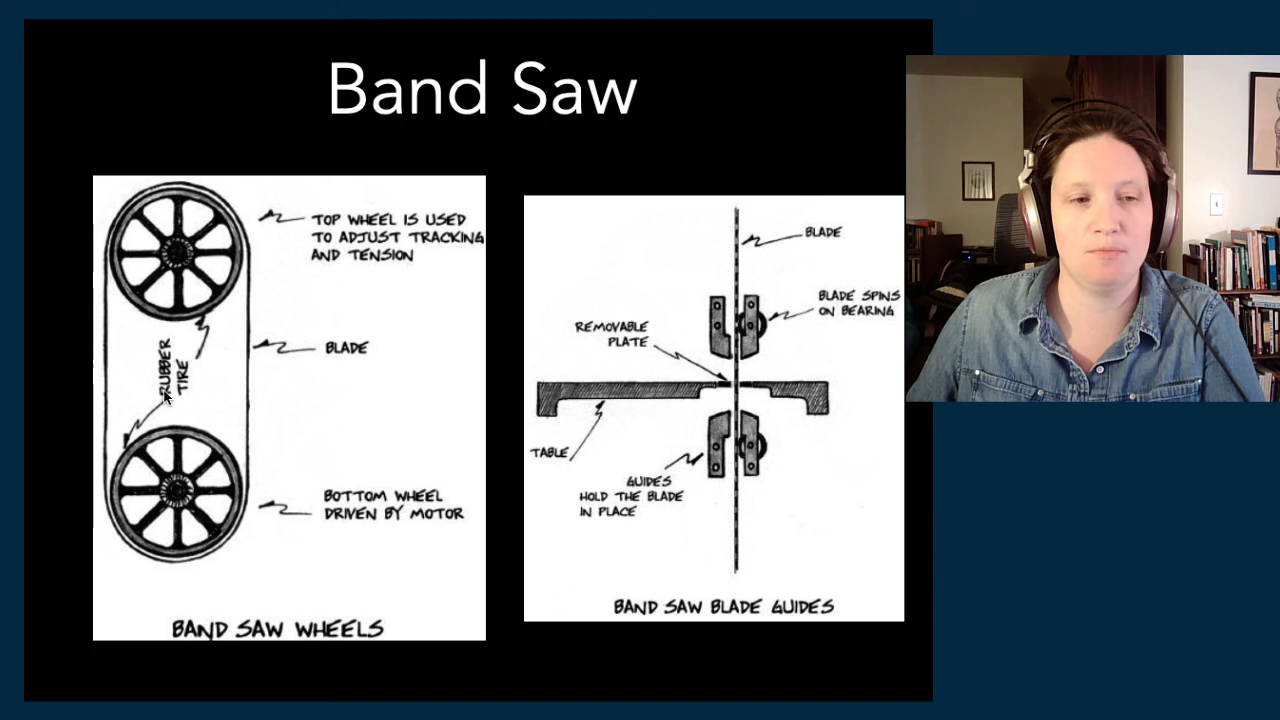 Band Saw
TOP WHEEL IS USED
TO ADJUST TRACKING
AND TENSION
BLADE
RUBBER
TIRE
BOTTOM WHEEL
DRIVEN BY MOTOR
BAND SAW WHEELS
BLADE
BLADE SPINS
ON BEARING
REMOVABLE
PLATE
TABLE
GUIDES
HOLD THE BLADE
IN PLACE
BAND SAW BLADE GUIDES